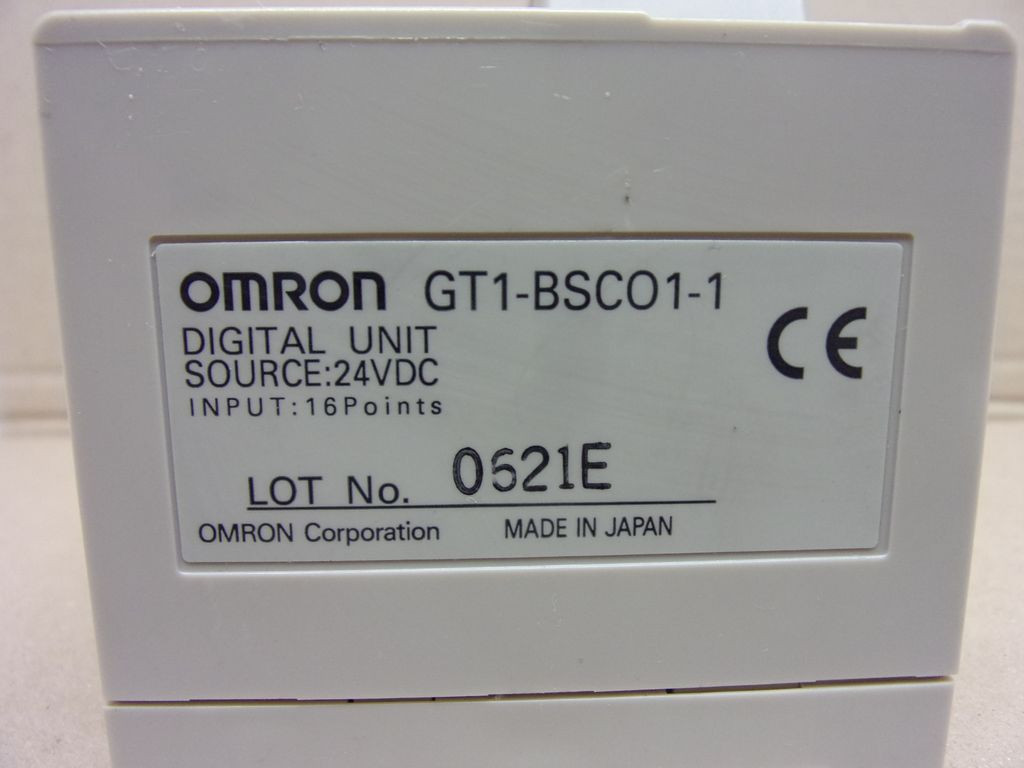 OMRON GT1-BSC01-1
DIGITAL UNIT
SOURCE:24VDC
INPUT:16Points
CE
LOT No. 0621E
OMRON Corporation MADE IN JAPAN